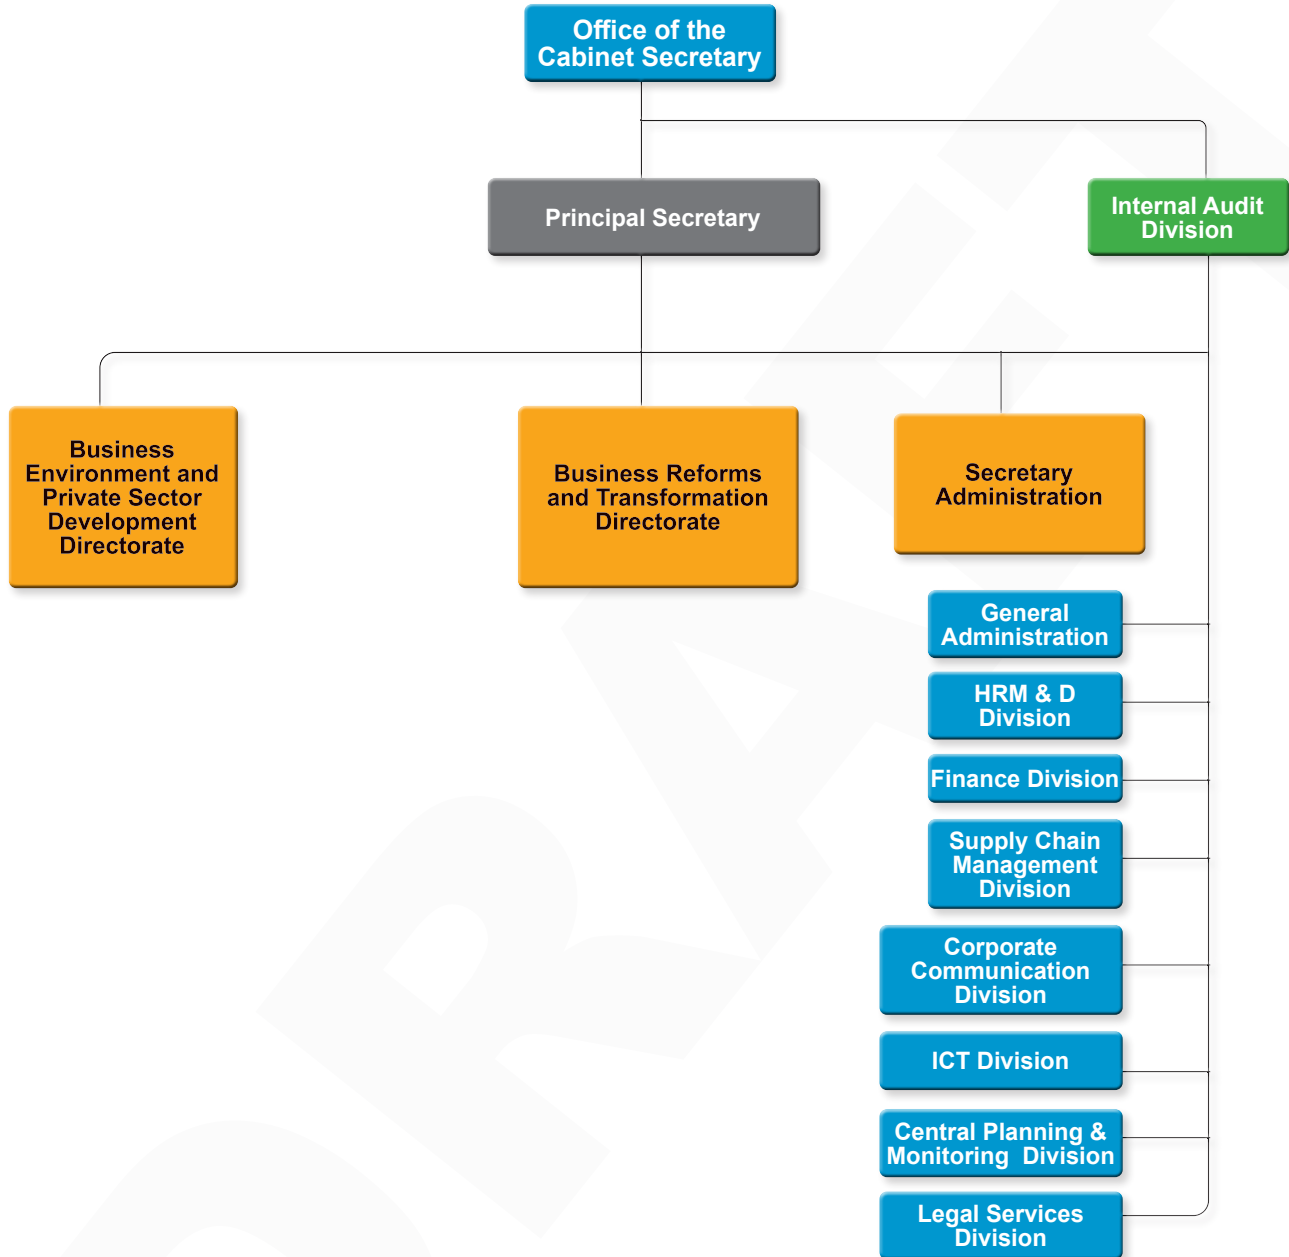 Office of the
Cabinet Secretary
Principal Secretary
Internal Audit
Division
Business
Environment and
Private Sector
Development
Directorate
Business Reforms
and Transformation
Directorate
Secretary
Administration
General
Administration
HRM & D
Division
Finance Division
Supply Chain
Management
Division
Corporate
Communication
Division
ICT Division
Central Planning &
Monitoring Division
Legal Services
Division
DRAFT